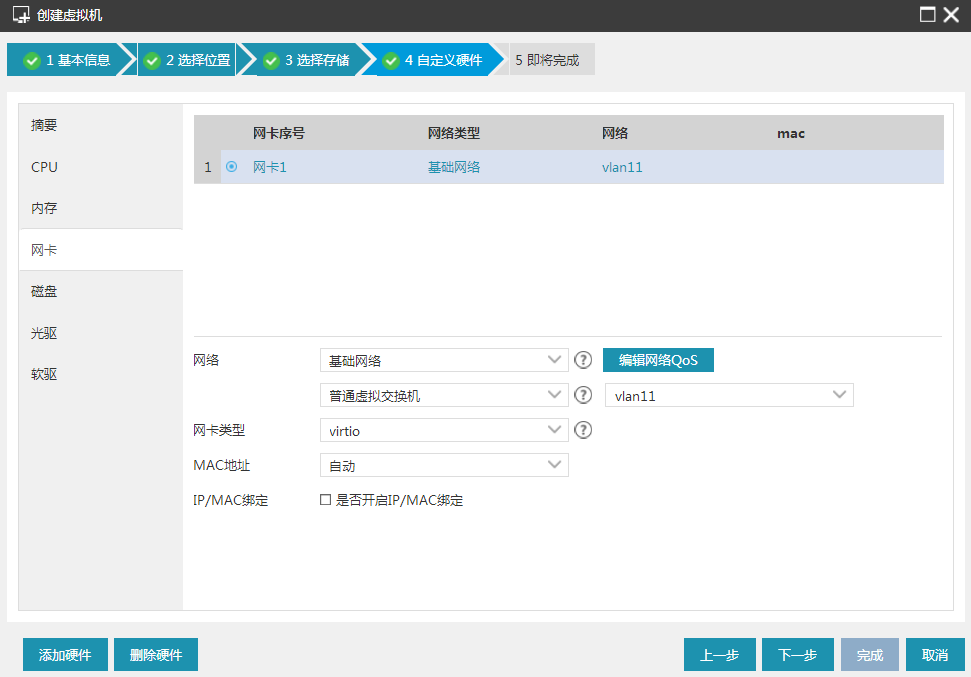 创建虚拟机
1 基本信息 2 选择位置 3 选择存储 4 自定义硬件 5 即将完成
摘要
CPU
内存
网卡
磁盘
光驱
软驱
网卡序号 网络类型 网络 mac
1 网卡1 基础网络 vlan11
网络 基础网络 ? 编辑网络QoS
普通虚拟交换机 ? vlan11
网卡类型 virtio ?
MAC地址 自动
IP/MAC绑定 是否开启IP/MAC绑定
添加硬件 删除硬件 上一步 下一步 完成 取消